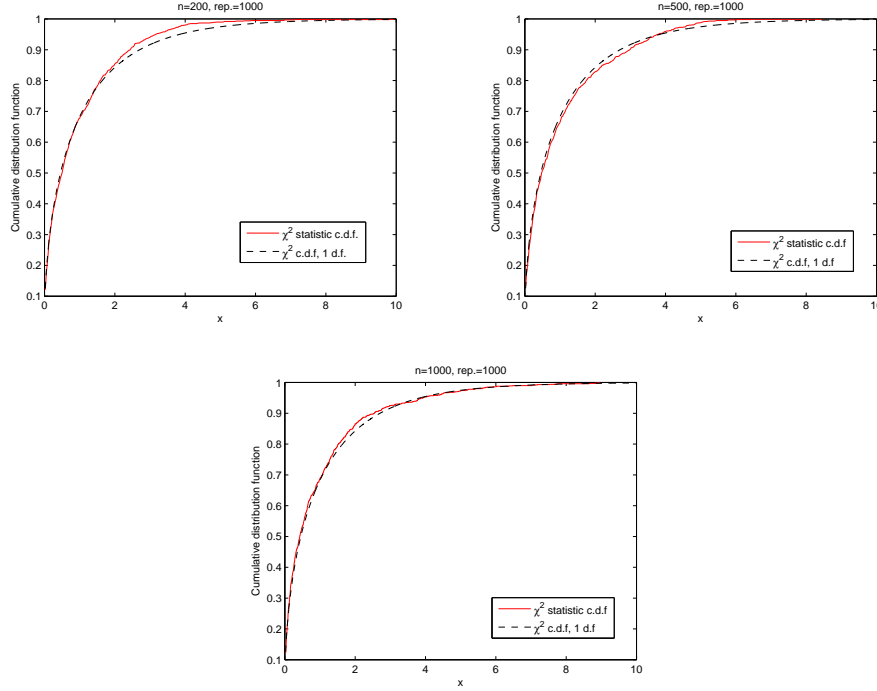 n=200, rep.=1000
Cumulative distribution function
1
0.9
0.8
0.7
0.6
0.5
0.4
0.3
0.2
0.1
0 2 4 6 8 10
x
χ² statistic c.d.f.
χ² c.d.f, 1 d.f.
n=500, rep.=1000
Cumulative distribution function
1
0.9
0.8
0.7
0.6
0.5
0.4
0.3
0.2
0.1
0 2 4 6 8 10
x
χ² statistic c.d.f
χ² c.d.f, 1 d.f
n=1000, rep.=1000
Cumulative distribution function
1
0.9
0.8
0.7
0.6
0.5
0.4
0.3
0.2
0.1
0 2 4 6 8 10
x
χ² statistic c.d.f
χ² c.d.f, 1 d.f